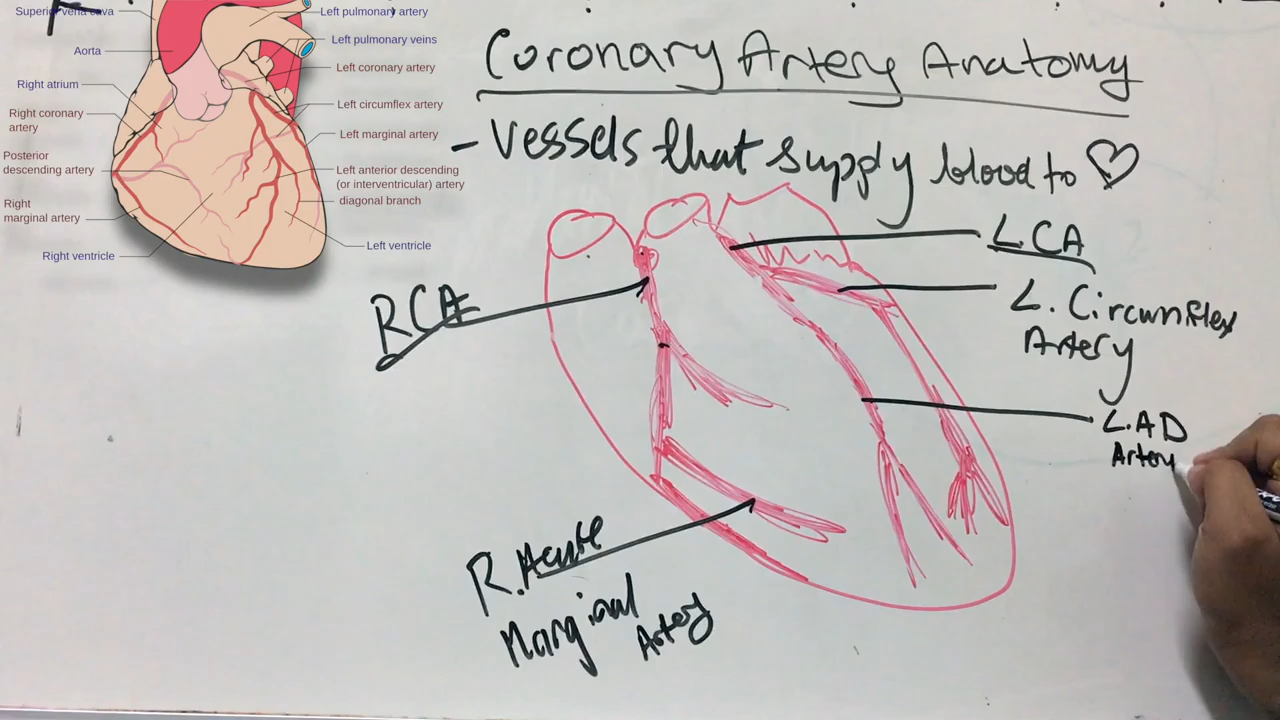 Superior vena cava
Aorta
Right atrium
Right coronary
artery
Posterior
descending artery
Right
marginal artery
Right ventricle
Left pulmonary artery
Left pulmonary veins
Left coronary artery
Left circumflex artery
Left marginal artery
Left anterior descending
(or interventricular) artery
diagonal branch
Left ventricle
Coronary Artery Anatomy
- Vessels that supply blood to ♡
LCA
L. Circumflex
Artery
L.AD
Artery
RCA
R. Acute
Marginal
Artery